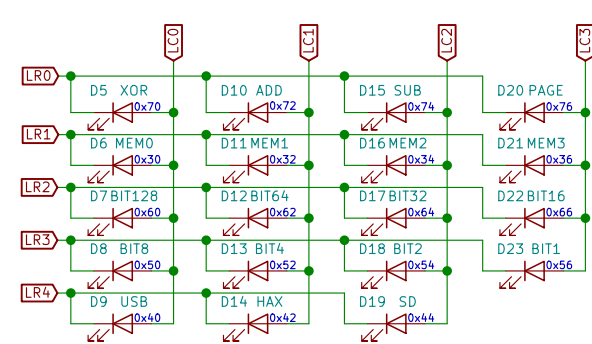 LC0 LC1 LC2 LC3
LR0
D5 XOR D10 ADD D15 SUB D20 PAGE
0x70 0x72 0x74 0x76
LR1
D6 MEM0 D11 MEM1 D16 MEM2 D21 MEM3
0x30 0x32 0x34 0x36
LR2
D7 BIT128 D12 BIT64 D17 BIT32 D22 BIT16
0x60 0x62 0x64 0x66
LR3
D8 BIT8 D13 BIT4 D18 BIT2 D23 BIT1
0x50 0x52 0x54 0x56
LR4
D9 USB D14 HAX D19 SD
0x40 0x42 0x44